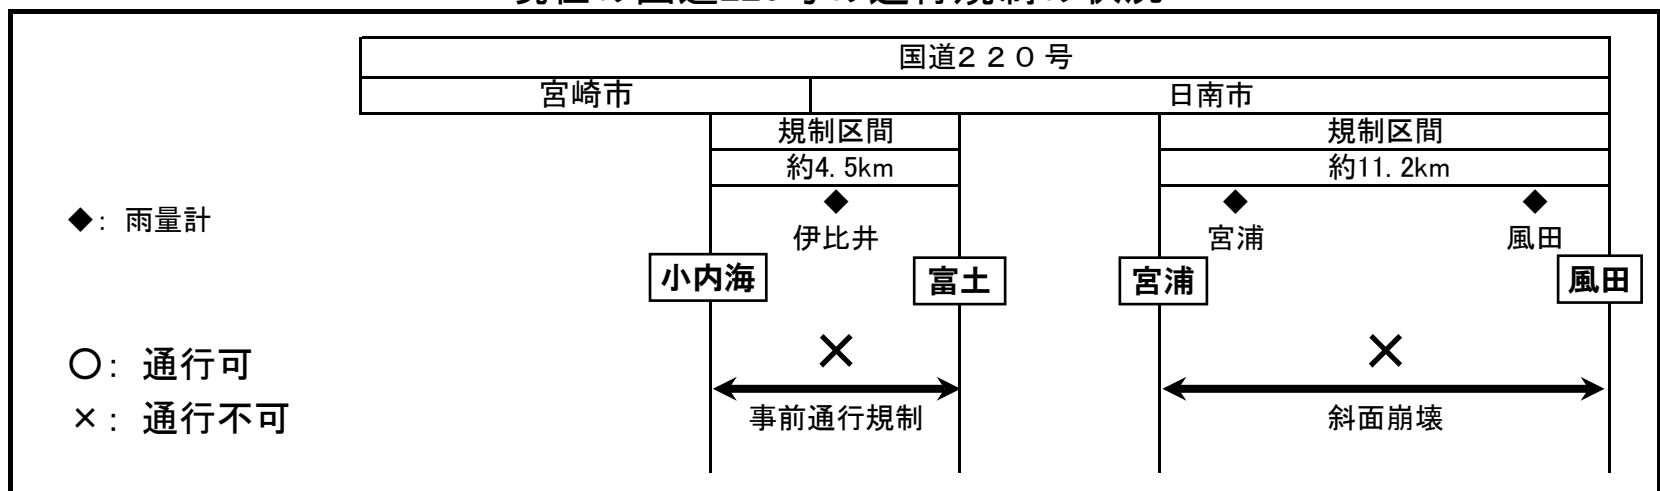 国道２２０号
宮崎市 日南市
規制区間 規制区間
約4.5km 約11.2km
◆: 雨量計
◆ ◆ ◆
伊比井 宮浦 風田
小内海 富土 宮浦 風田
○: 通行可
×: 通行不可
× ×
事前通行規制 斜面崩壊